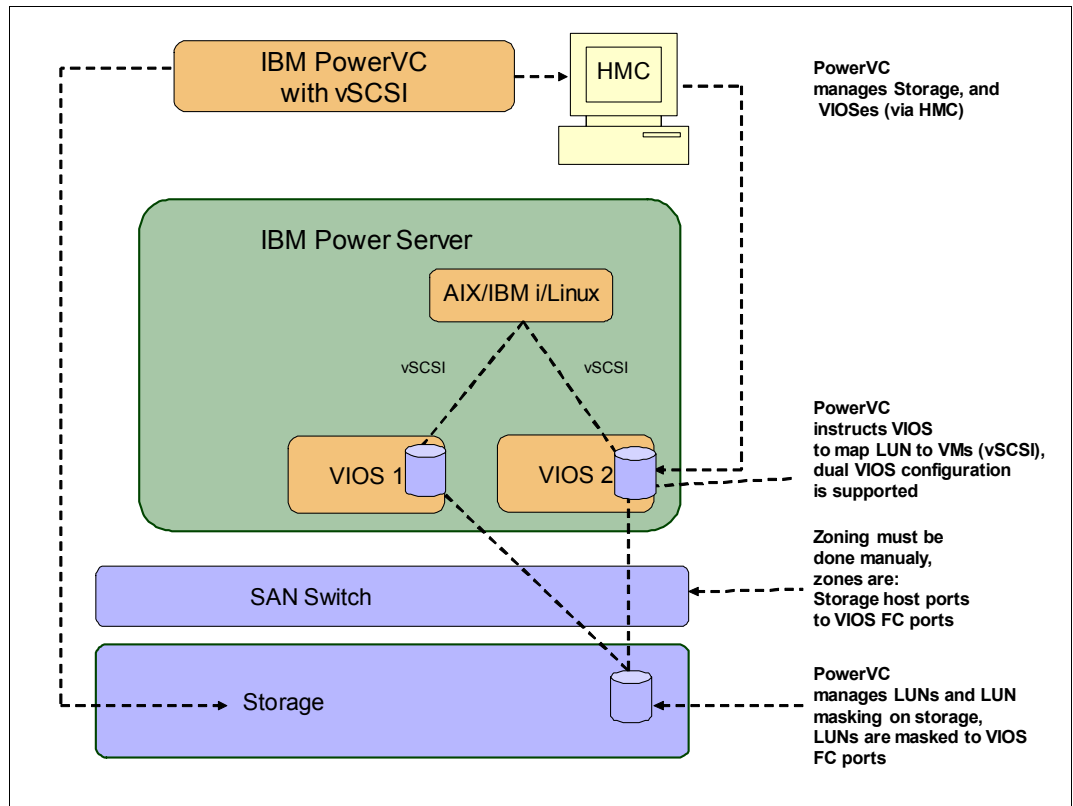 IBM PowerVC
with vSCSI
HMC
PowerVC
manages Storage, and
VIOSes (via HMC)
IBM Power Server
AIX/IBM i/Linux
vSCSI
vSCSI
VIOS 1
VIOS 2
PowerVC
instructs VIOS
to map LUN to VMs (vSCSI),
dual VIOS configuration
is supported
Zoning must be
done manualy,
zones are:
Storage host ports
to VIOS FC ports
SAN Switch
Storage
PowerVC
manages LUNs and LUN
masking on storage,
LUNs are masked to VIOS
FC ports